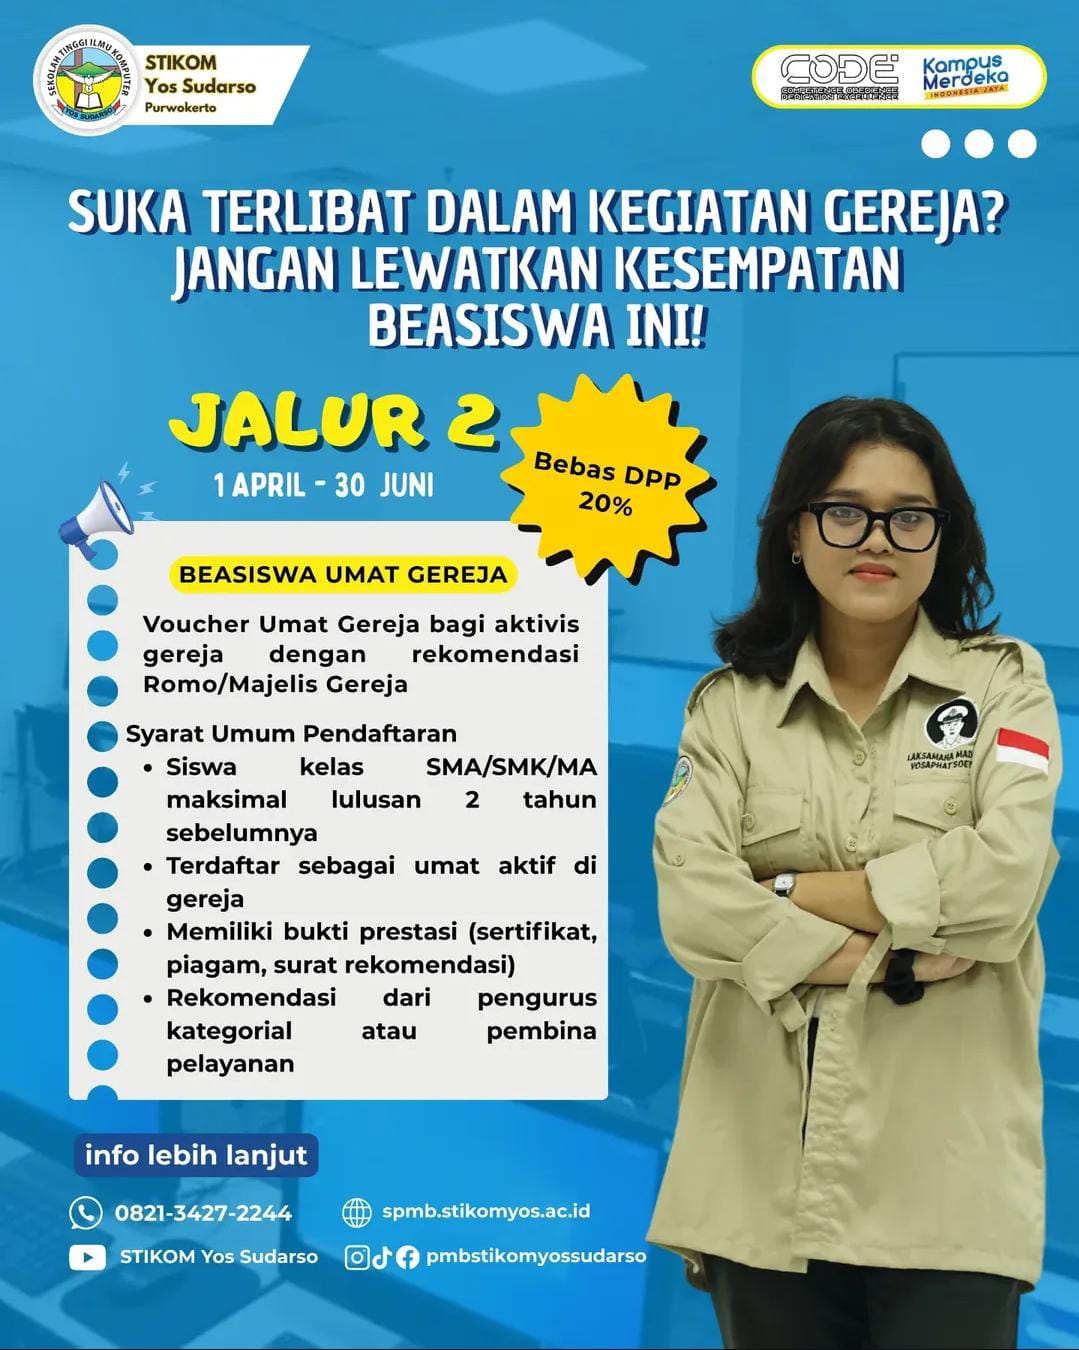 SEKOLAH TINGGI ILMU KOMPUTER
YOS SUDARSO
STIKOM
Yos Sudarso
Purwokerto
CODE
COMPETENCE OBEDIENCE
DEDICATION EXCELLENCE
Kampus
Merdeka
INDONESIA JAYA
SUKA TERLIBAT DALAM KEGIATAN GEREJA?
JANGAN LEWATKAN KESEMPATAN
BEASISWA INI!
JALUR 2
1 APRIL - 30 JUNI
Bebas DPP
20%
BEASISWA UMAT GEREJA
Voucher Umat Gereja bagi aktivis
gereja dengan rekomendasi
Romo/Majelis Gereja
Syarat Umum Pendaftaran
• Siswa kelas SMA/SMK/MA
maksimal lulusan 2 tahun
sebelumnya
• Terdaftar sebagai umat aktif di
gereja
• Memiliki bukti prestasi (sertifikat,
piagam, surat rekomendasi)
• Rekomendasi dari pengurus
kategorial atau pembina
pelayanan
LAKSAMANA MAD
YOSAPHAT SOE
info lebih lanjut
0821-3427-2244
spmb.stikomyos.ac.id
STIKOM Yos Sudarso
pmbstikomyossudarso